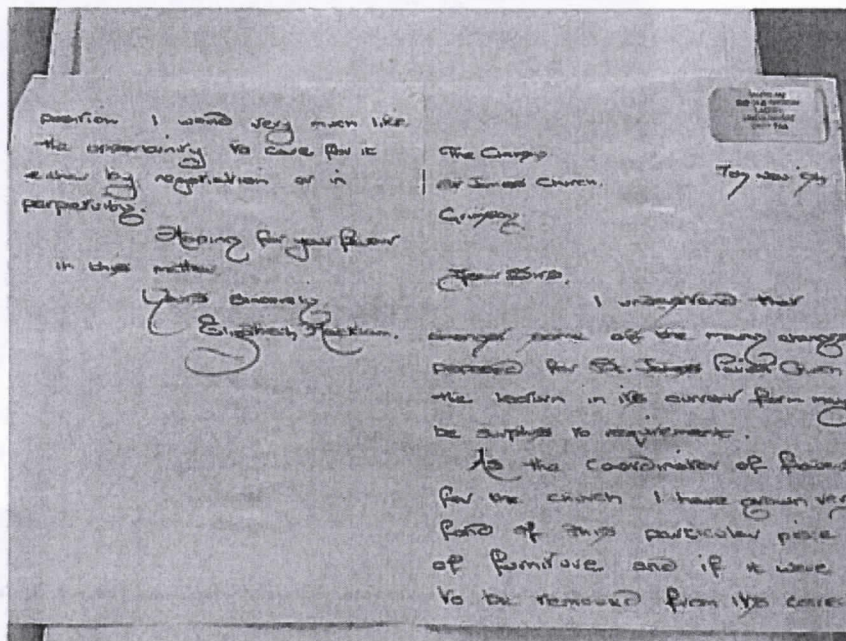 The Clergy
St James Church.
Grimsby
Dear Sirs,
I understand that
amongst some off the many changes
proposed for St. James Parish Church
the lectern in its current form may
be surplus to requirement.
As the coordinator of flowers
for the church I have grown very
fond of this particular piece
of furniture and if it were
to be removed from its
position I would very much like
the opportunity to care for it
either by negotiation or in
perpetuity.
Hoping for your favour
in this matter
Yours Sincerely,
Elizabeth